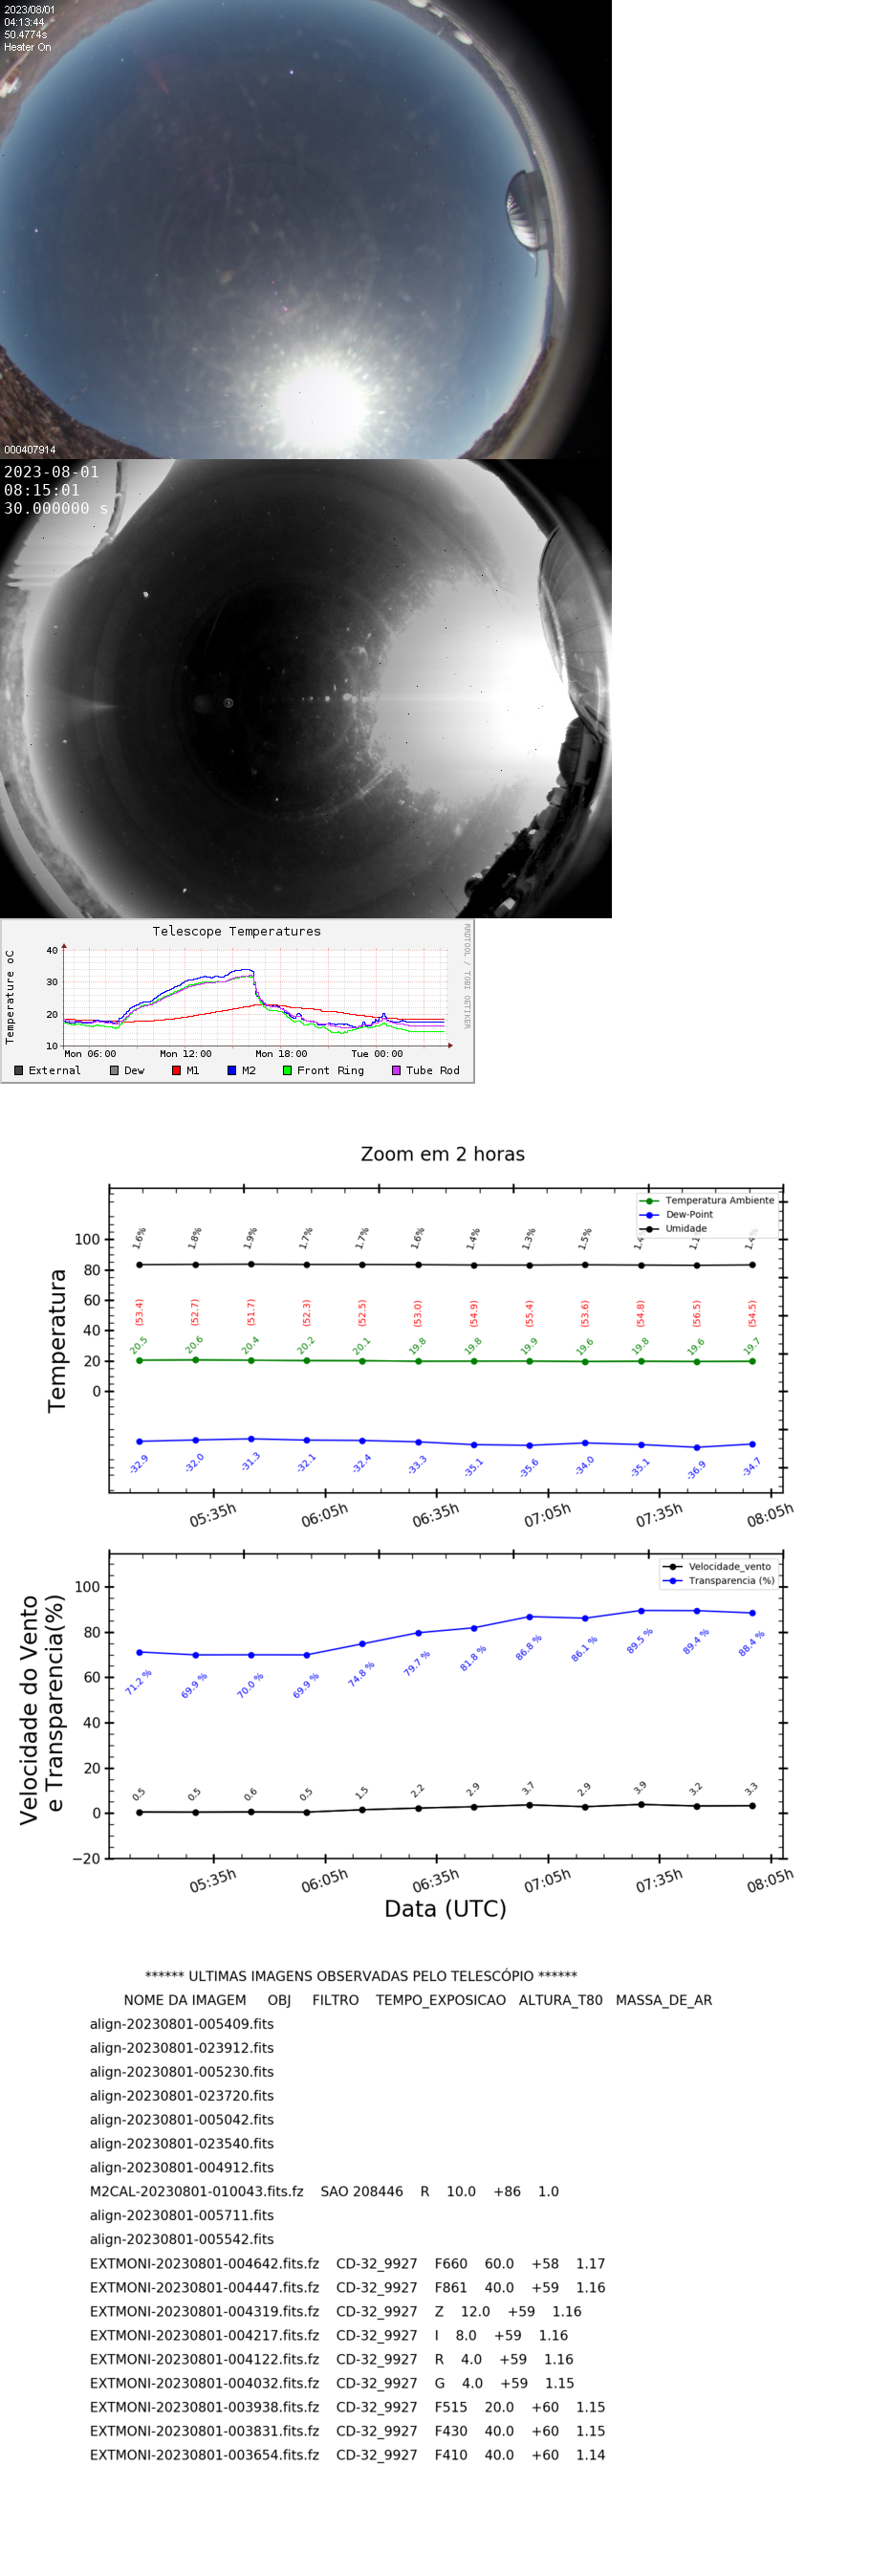 2023/08/01
04:13:44
50.4774s
Heater On
000407914
2023-08-01
08:15:01
30.000000 s
Telescope Temperatures
RRDTOOL / TOBI OETIKER
Temperature oC
40
30
20
10
Mon 06:00 Mon 12:00 Mon 18:00 Tue 00:00
External Dew M1 M2 Front Ring Tube Rod
Zoom em 2 horas
Temperatura Ambiente
Dew-Point
Umidade
Temperatura
100
80
60
40
20
0
1.6% 1.8% 1.9% 1.7% 1.7% 1.6% 1.4% 1.3% 1.5%
(53.4) (52.7) (51.7) (52.3) (52.5) (53.0) (54.9) (55.4) (53.6) (54.8) (56.5) (54.5)
20.5 20.6 20.4 20.2 20.1 19.8 19.8 19.9 19.6 19.8 19.6 19.7
-32.9 -32.0 -31.3 -32.1 -32.4 -33.3 -35.1 -35.6 -34.0 -35.1 -36.9 -34.7
05:35h 06:05h 06:35h 07:05h 07:35h 08:05h
Velocidade_vento
Transparencia (%)
Velocidade do Vento
e Transparencia(%)
100
80
60
40
20
0
−20
71.2 % 69.9 % 70.0 % 69.9 % 74.8 % 79.7 % 81.8 % 86.8 % 86.1 % 89.5 % 89.4 % 88.4 %
0.5 0.5 0.6 0.5 1.5 2.2 2.9 3.7 2.9 3.9 3.2 3.3
05:35h 06:05h 06:35h 07:05h 07:35h 08:05h
Data (UTC)
****** ULTIMAS IMAGENS OBSERVADAS PELO TELESCÓPIO ******
NOME DA IMAGEM OBJ FILTRO TEMPO_EXPOSICAO ALTURA_T80 MASSA_DE_AR
align-20230801-005409.fits
align-20230801-023912.fits
align-20230801-005230.fits
align-20230801-023720.fits
align-20230801-005042.fits
align-20230801-023540.fits
align-20230801-004912.fits
M2CAL-20230801-010043.fits.fz SAO 208446 R 10.0 +86 1.0
align-20230801-005711.fits
align-20230801-005542.fits
EXTMONI-20230801-004642.fits.fz CD-32_9927 F660 60.0 +58 1.17
EXTMONI-20230801-004447.fits.fz CD-32_9927 F861 40.0 +59 1.16
EXTMONI-20230801-004319.fits.fz CD-32_9927 Z 12.0 +59 1.16
EXTMONI-20230801-004217.fits.fz CD-32_9927 I 8.0 +59 1.16
EXTMONI-20230801-004122.fits.fz CD-32_9927 R 4.0 +59 1.16
EXTMONI-20230801-004032.fits.fz CD-32_9927 G 4.0 +59 1.15
EXTMONI-20230801-003938.fits.fz CD-32_9927 F515 20.0 +60 1.15
EXTMONI-20230801-003831.fits.fz CD-32_9927 F430 40.0 +60 1.15
EXTMONI-20230801-003654.fits.fz CD-32_9927 F410 40.0 +60 1.14